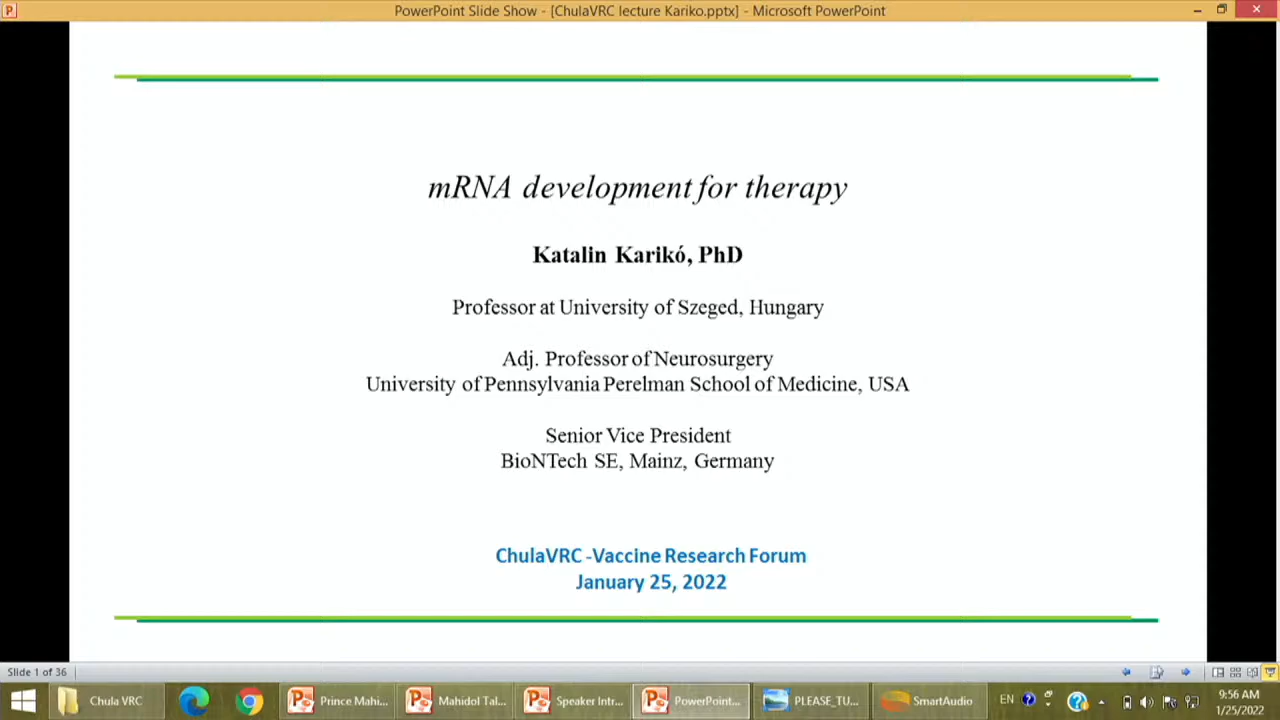 PowerPoint Slide Show - [ChulaVRC lecture Kariko.pptx] - Microsoft PowerPoint
mRNA development for therapy
Katalin Karikó, PhD
Professor at University of Szeged, Hungary
Adj. Professor of Neurosurgery
University of Pennsylvania Perelman School of Medicine, USA
Senior Vice President
BioNTech SE, Mainz, Germany
ChulaVRC -Vaccine Research Forum
January 25, 2022
Slide 1 of 36
Chula VRC
Prince Mahi...
Mahidol Tal...
Speaker Intr...
PowerPoint...
PLEASE_TU...
SmartAudio
EN
9:56 AM
1/25/2022